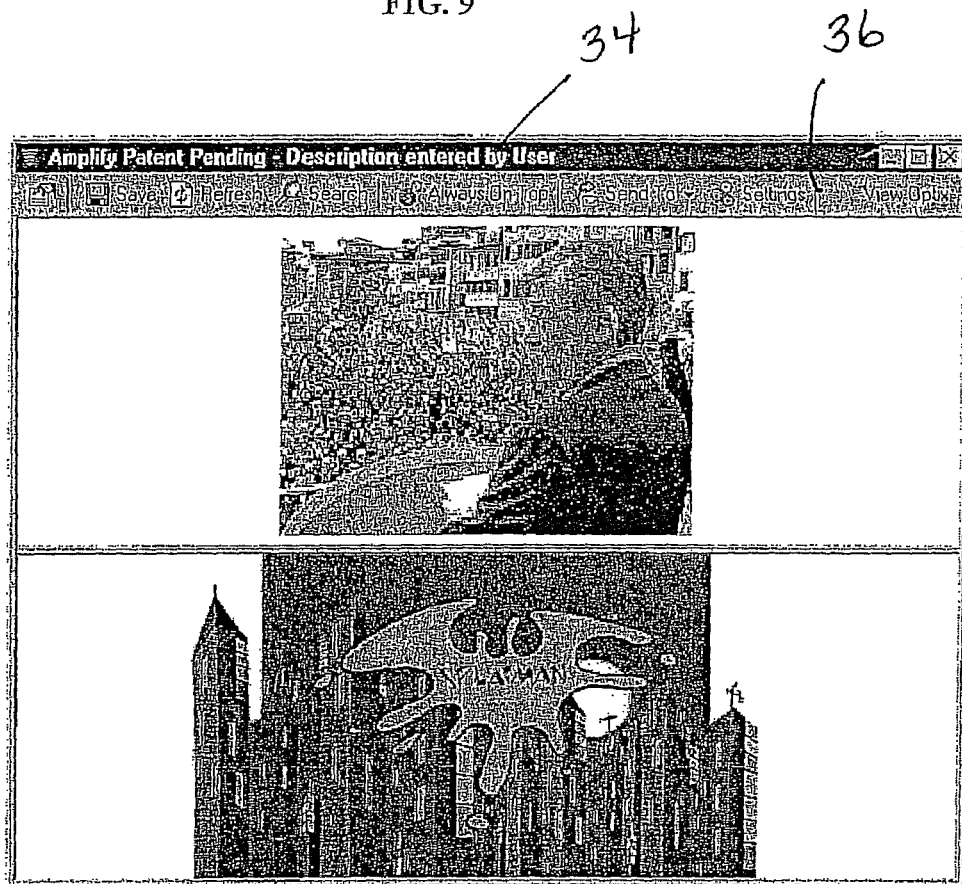 FIG. 9
34 36
Amplify Patent Pending - Description entered by User
Save Refresh Search Always On Top Send To Settings View Options